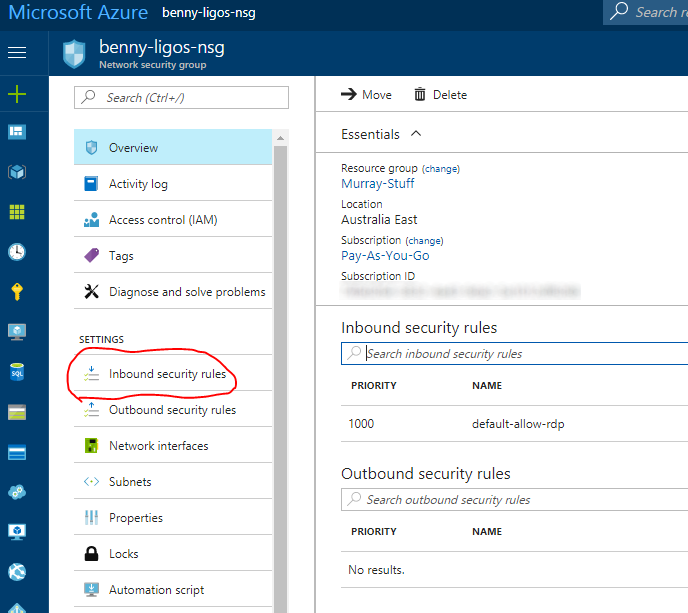 Microsoft Azure benny-ligos-nsg
Search re
benny-ligos-nsg
Network security group
Search (Ctrl+/)
Overview
Activity log
Access control (IAM)
Tags
Diagnose and solve problems
SETTINGS
Inbound security rules
Outbound security rules
Network interfaces
Subnets
Properties
Locks
Automation script
Move Delete
Essentials
Resource group (change)
Murray-Stuff
Location
Australia East
Subscription (change)
Pay-As-You-Go
Subscription ID
Inbound security rules
Search inbound security rules
PRIORITY NAME
1000 default-allow-rdp
Outbound security rules
Search outbound security rules
PRIORITY NAME
No results.
SQL